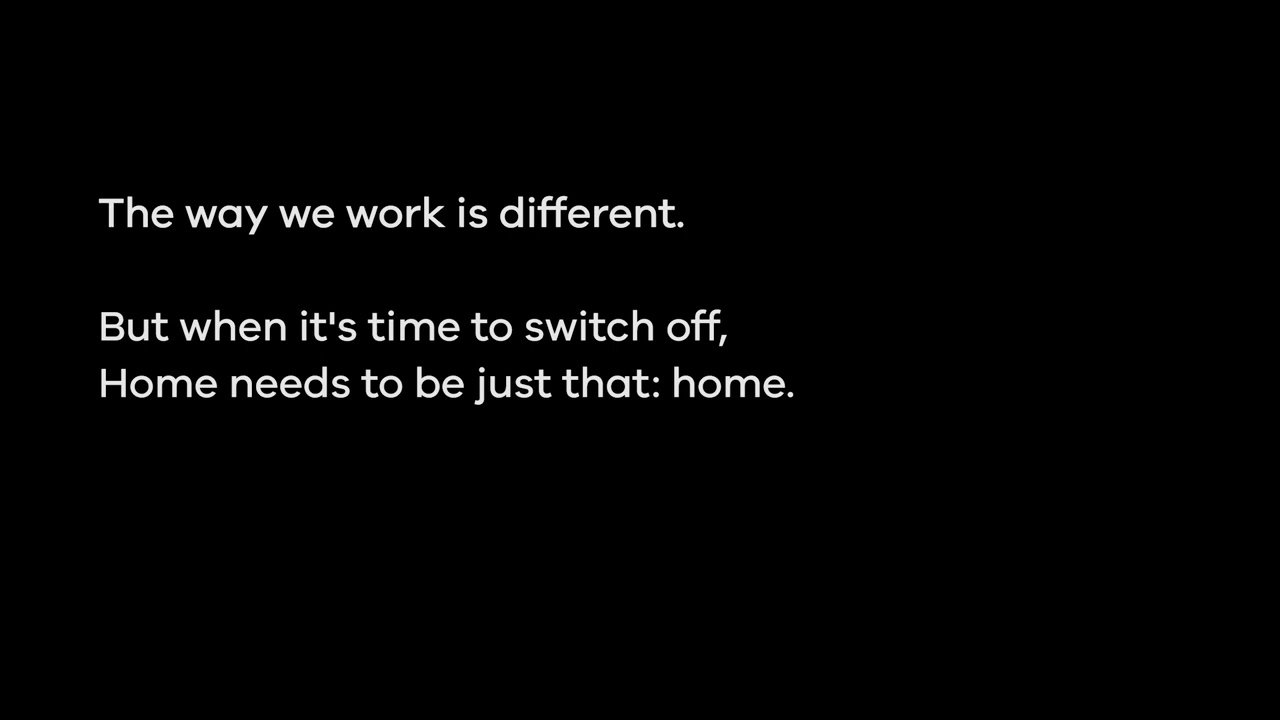 The way we work is different.
But when it's time to switch off,
Home needs to be just that: home.